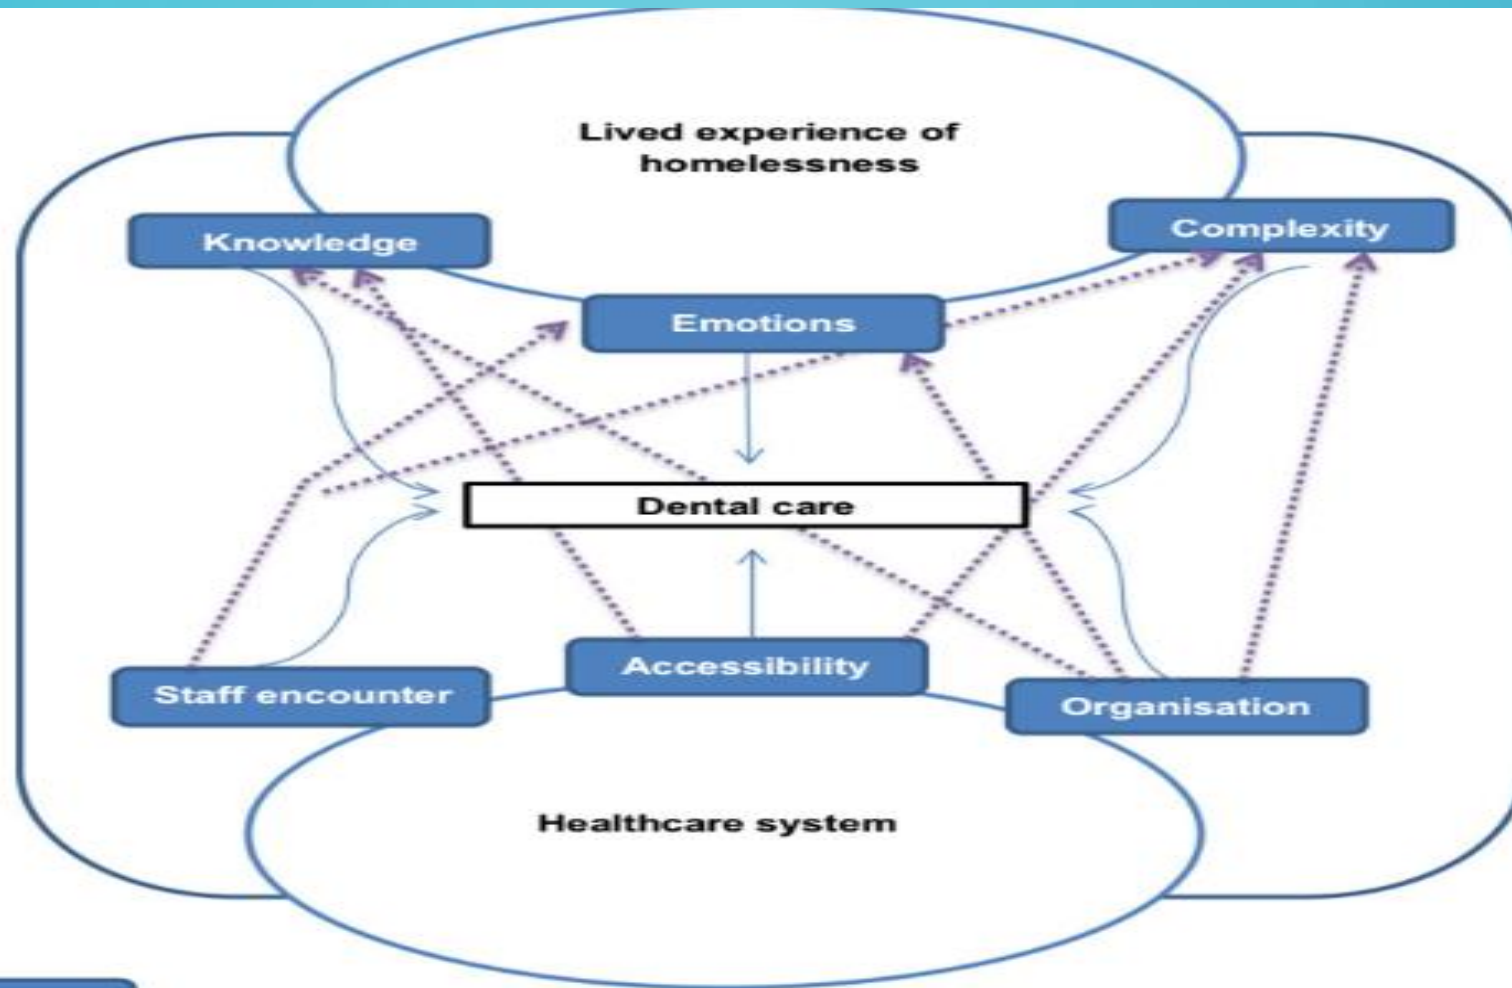 Lived experience of
homelessness
Knowledge
Complexity
Emotions
Dental care
Accessibility
Staff encounter
Organisation
Healthcare system